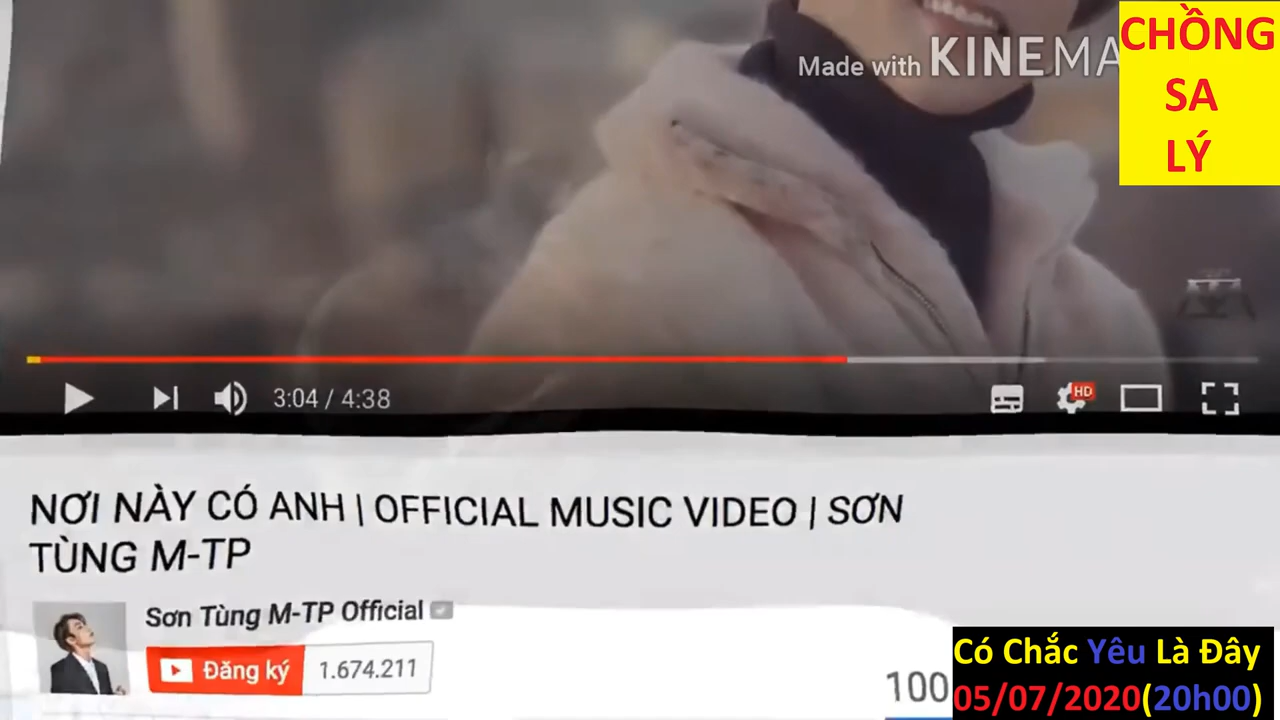 Made with KINEMA
CHỒNG
SA
LÝ
3:04 / 4:38
HD
NƠI NÀY CÓ ANH | OFFICIAL MUSIC VIDEO | SƠN
TÙNG M-TP
Sơn Tùng M-TP Official
Đăng ký 1.674.211
100
Có Chắc Yêu Là Đây
05/07/2020(20h00)